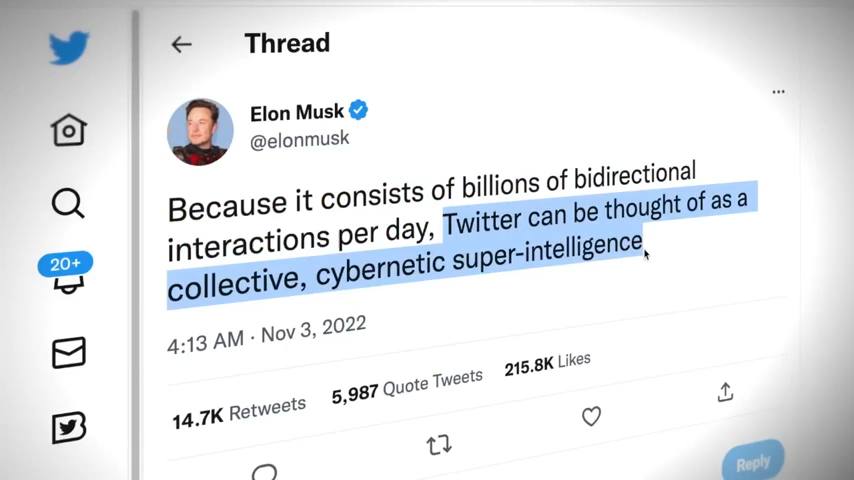 Thread
Elon Musk
@elonmusk
Because it consists of billions of bidirectional
interactions per day, Twitter can be thought of as a
collective, cybernetic super-intelligence
20+
4:13 AM · Nov 3, 2022
14.7K Retweets 5,987 Quote Tweets 215.8K Likes
Reply